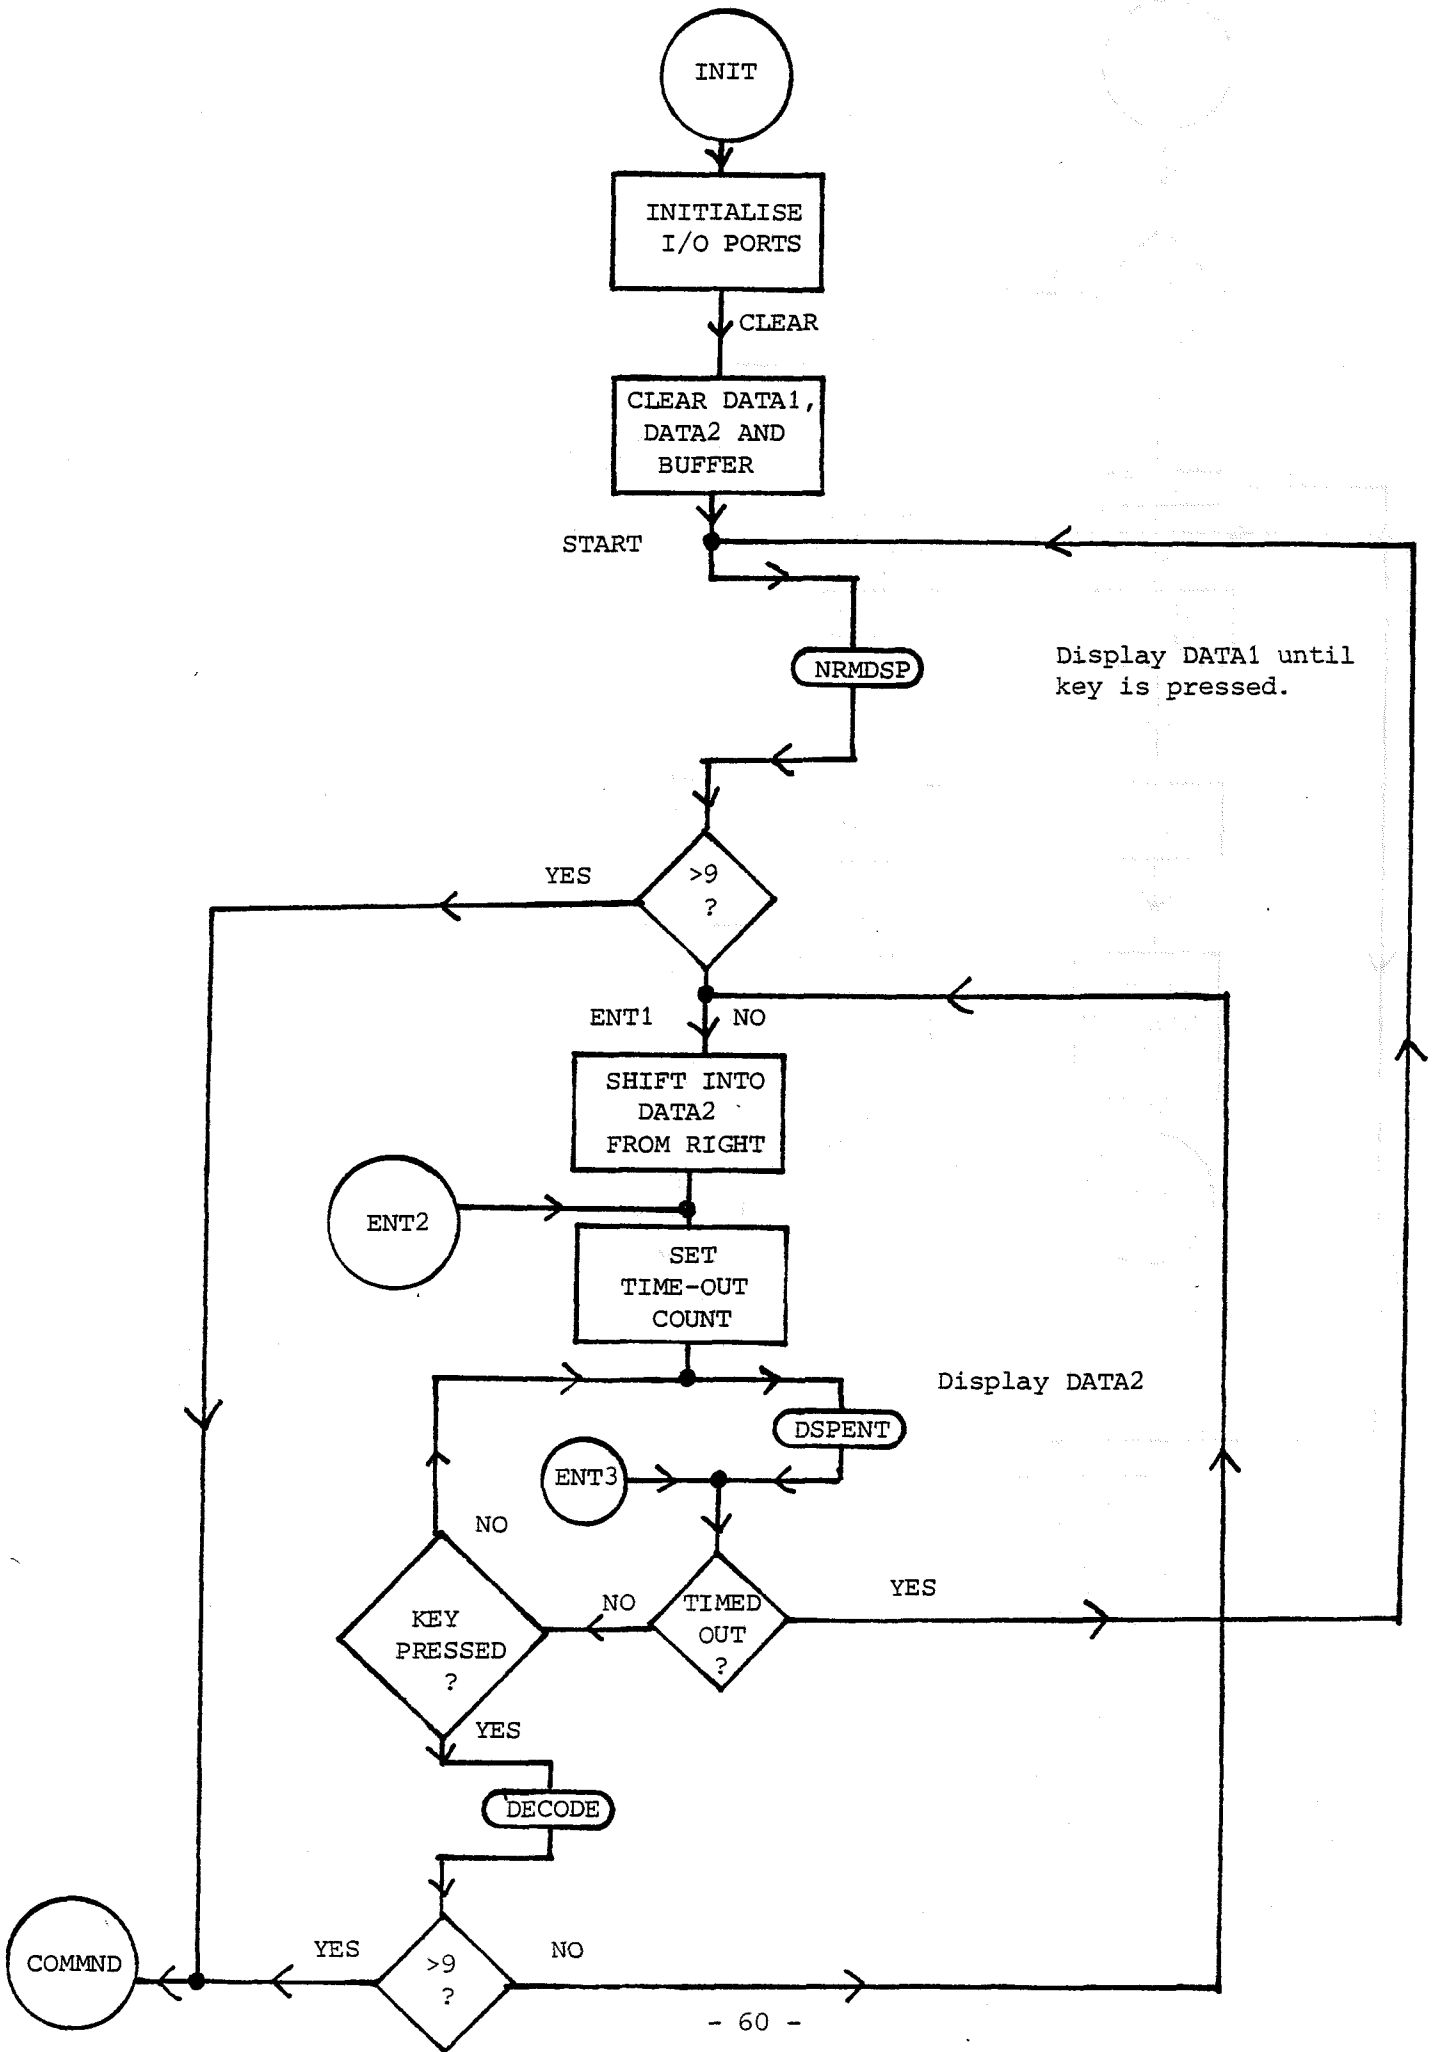 INIT
INITIALISE
I/O PORTS
CLEAR
CLEAR DATA1,
DATA2 AND
BUFFER
START
NRMDSP
Display DATA1 until
key is pressed.
YES
>9
?
ENT1
NO
SHIFT INTO
DATA2
FROM RIGHT
ENT2
SET
TIME-OUT
COUNT
Display DATA2
DSPENT
ENT3
NO
YES
NO
TIMED
OUT
?
KEY
PRESSED
?
YES
DECODE
COMMND
YES
>9
?
NO
- 60 -